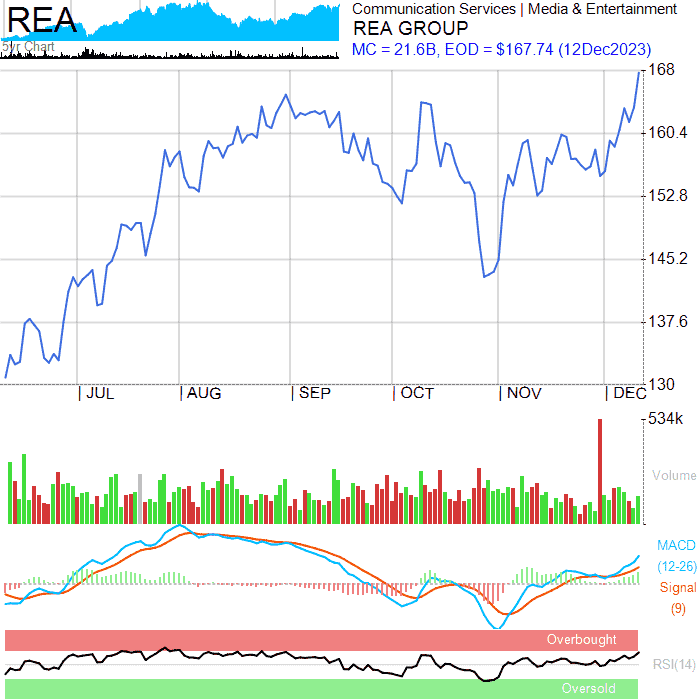 REA
5yr Chart
Communication Services | Media & Entertainment
REA GROUP
MC = 21.6B, EOD = $167.74 (12Dec2023)
168
160.4
152.8
145.2
137.6
130
JUL AUG SEP OCT NOV DEC
534k
Volume
MACD
(12-26)
Signal
(9)
Overbought
RSI(14)
Oversold